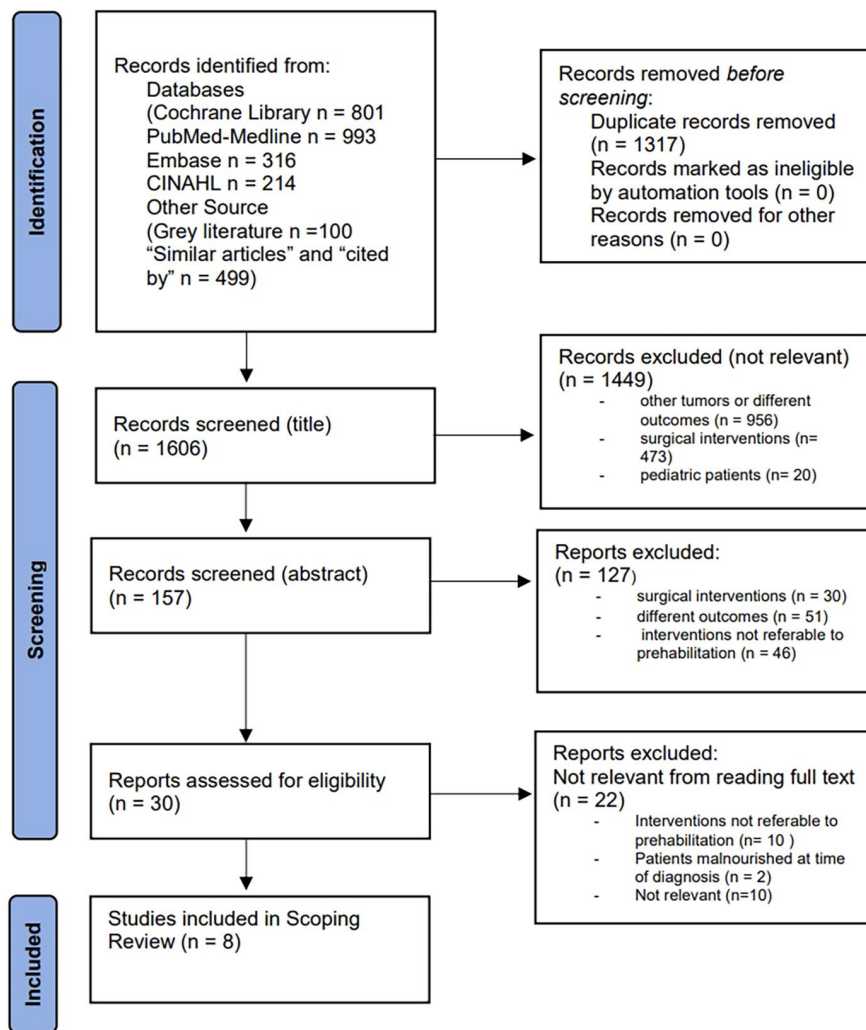 Identification
Records identified from:
Databases
(Cochrane Library n = 801
PubMed-Medline n = 993
Embase n = 316
CINAHL n = 214
Other Source
(Grey literature n =100
“Similar articles” and “cited
by” n = 499)
Records removed before
screening:
Duplicate records removed
(n = 1317)
Records marked as ineligible
by automation tools (n = 0)
Records removed for other
reasons (n = 0)
Screening
Records screened (title)
(n = 1606)
Records excluded (not relevant)
(n = 1449)
- other tumors or different
outcomes (n = 956)
- surgical interventions (n=
473)
- pediatric patients (n= 20)
Records screened (abstract)
(n = 157)
Reports excluded:
(n = 127)
- surgical interventions (n = 30)
- different outcomes (n = 51)
- interventions not referable to
prehabilitation (n = 46)
Reports assessed for eligibility
(n = 30)
Reports excluded:
Not relevant from reading full text
(n = 22)
- Interventions not referable to
prehabilitation (n= 10 )
- Patients malnourished at time
of diagnosis (n = 2)
- Not relevant (n=10)
Included
Studies included in Scoping
Review (n = 8)